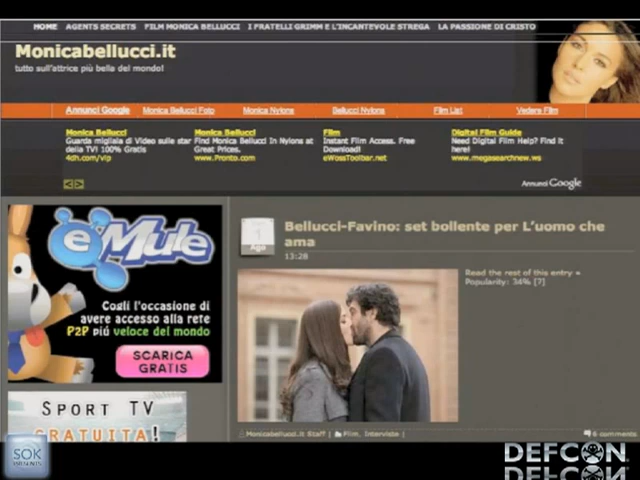 HOME AGENTS SECRETS FILM MONICA BELLUCCI I FRATELLI GRIMM E L'INCANTEVOLE STREGA LA PASSIONE DI CRISTO
Monicabellucci.it
tutto sull'attrice più bella del mondo!
Annunci Google Monica Bellucci Foto Monica Nylons Bellucci Nylons Film List Vedere Film
Monica Bellucci
Guarda migliaia di Video sulle star
della TV! 100% Gratis
4dh.com/vip
Monica Bellucci
Find Monica Bellucci In Nylons at
Great Prices.
www.Pronto.com
Film
Instant Film Access. Free
Download!
eWossToolbar.net
Digital Film Guide
Need Digital Film Help? Find It
here!
www.megasearchnew.ws
Annunci Google
eMule
Cogli l'occasione di
avere accesso alla rete
P2P più veloce del mondo
SCARICA
GRATIS
SPORT TV
GRATUITA!
1
Ago
Bellucci-Favino: set bollente per L'uomo che
ama
13:28
Read the rest of this entry »
Popularity: 34% [?]
Monicabellucci.it Staff | Film, Interviste |
6 comments
SOK
DEFCON